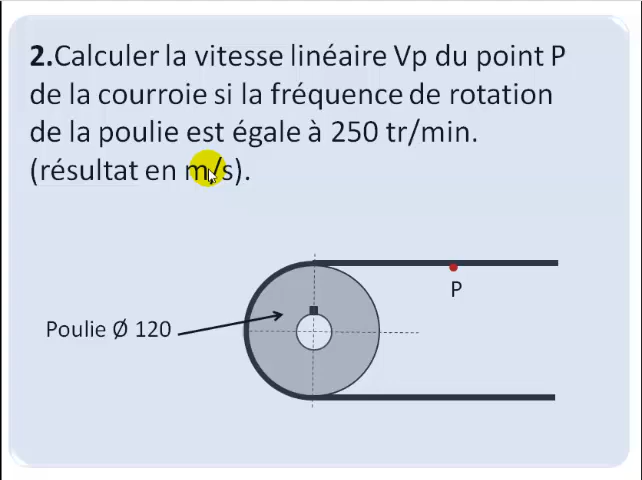 2.Calculer la vitesse linéaire Vp du point P
de la courroie si la fréquence de rotation
de la poulie est égale à 250 tr/min.
(résultat en m/s).
P
Poulie Ø 120